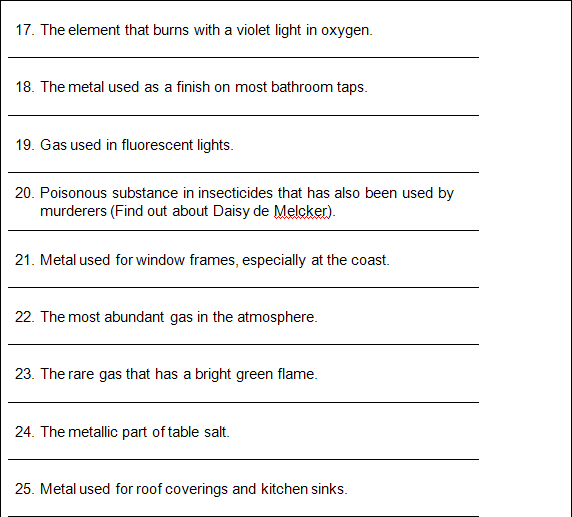 17. The element that burns with a violet light in oxygen.
18. The metal used as a finish on most bathroom taps.
19. Gas used in fluorescent lights.
20. Poisonous substance in insecticides that has also been used by
murderers (Find out about Daisy de Melcker).
21. Metal used for window frames, especially at the coast.
22. The most abundant gas in the atmosphere.
23. The rare gas that has a bright green flame.
24. The metallic part of table salt.
25. Metal used for roof coverings and kitchen sinks.